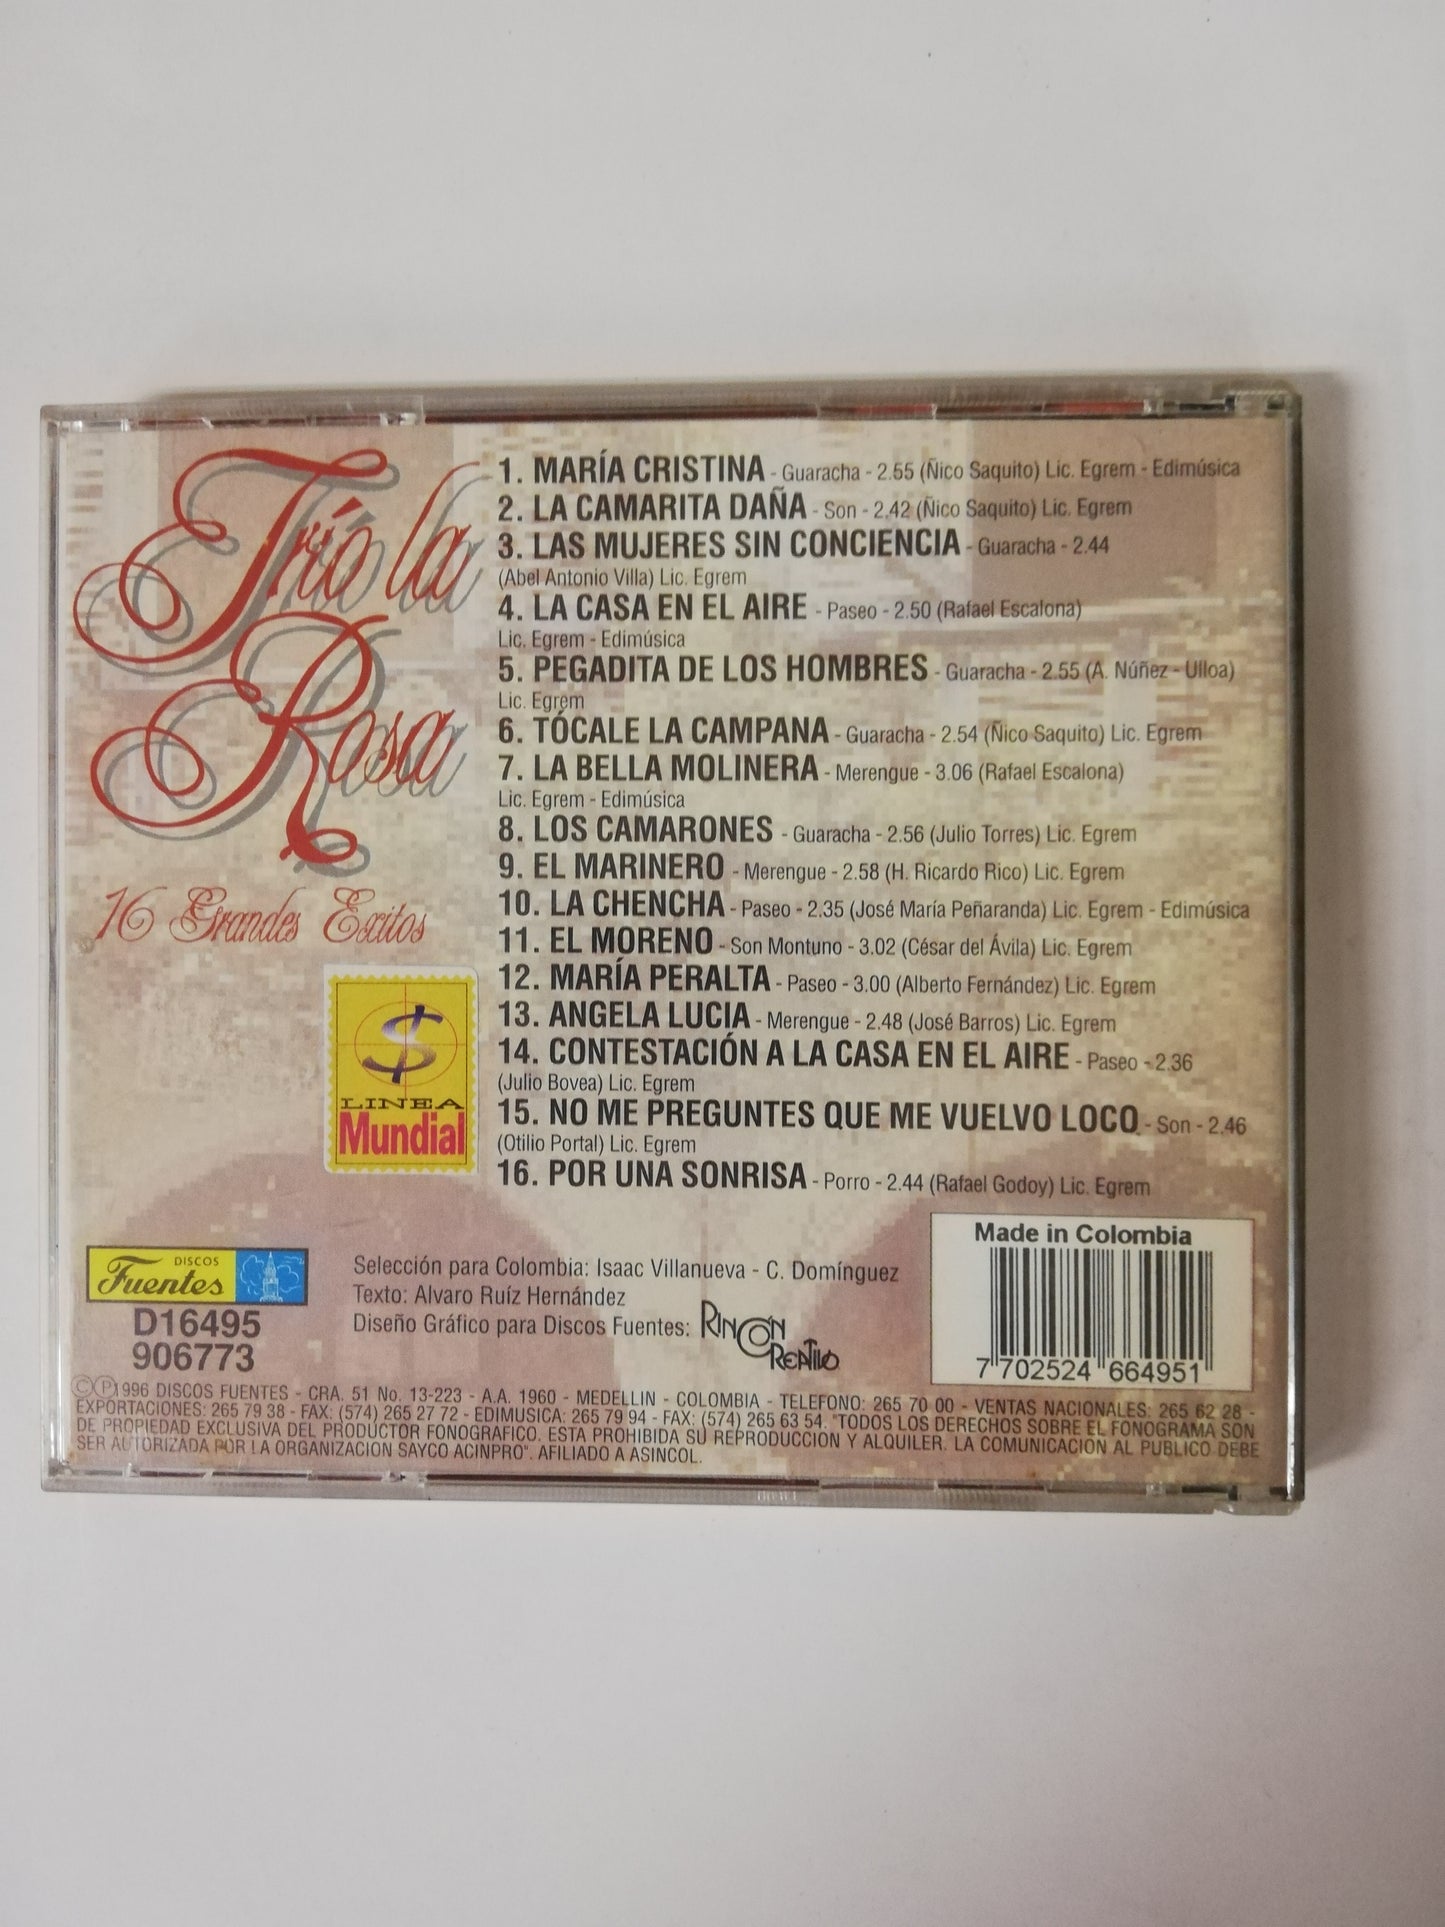 Trío la
Rosa
16 Grandes Exitos
1. MARÍA CRISTINA - Guaracha - 2.55 (Ñico Saquito) Lic. Egrem - Edimúsica
2. LA CAMARITA DAÑA - Son - 2.42 (Ñico Saquito) Lic. Egrem
3. LAS MUJERES SIN CONCIENCIA - Guaracha - 2.44
(Abel Antonio Villa) Lic. Egrem
4. LA CASA EN EL AIRE - Paseo - 2.50 (Rafael Escalona)
Lic. Egrem - Edimúsica
5. PEGADITA DE LOS HOMBRES - Guaracha - 2.55 (A. Núñez - Ulloa)
Lic. Egrem
6. TÓCALE LA CAMPANA - Guaracha - 2.54 (Ñico Saquito) Lic. Egrem
7. LA BELLA MOLINERA - Merengue - 3.06 (Rafael Escalona)
Lic. Egrem - Edimúsica
8. LOS CAMARONES - Guaracha - 2.56 (Julio Torres) Lic. Egrem
9. EL MARINERO - Merengue - 2.58 (H. Ricardo Rico) Lic. Egrem
10. LA CHENCHA - Paseo - 2.35 (José María Peñaranda) Lic. Egrem - Edimúsica
11. EL MORENO - Son Montuno - 3.02 (César del Ávila) Lic. Egrem
12. MARÍA PERALTA - Paseo - 3.00 (Alberto Fernández) Lic. Egrem
13. ANGELA LUCIA - Merengue - 2.48 (José Barros) Lic. Egrem
14. CONTESTACIÓN A LA CASA EN EL AIRE - Paseo - 2.36
(Julio Bovea) Lic. Egrem
15. NO ME PREGUNTES QUE ME VUELVO LOCO - Son - 2.46
(Otilio Portal) Lic. Egrem
16. POR UNA SONRISA - Porro - 2.44 (Rafael Godoy) Lic. Egrem
$
LINEA
Mundial
DISCOS
Fuentes
D16495
906773
Selección para Colombia: Isaac Villanueva - C. Domínguez
Texto: Alvaro Ruíz Hernández
Diseño Gráfico para Discos Fuentes: RINCÓN CREATIVO
Made in Colombia
7 702524 664951
©Ⓟ1996 DISCOS FUENTES - CRA. 51 No. 13-223 - A.A. 1960 - MEDELLIN - COLOMBIA - TELEFONO: 265 70 00 - VENTAS NACIONALES: 265 62 28 -
EXPORTACIONES: 265 79 38 - FAX: (574) 265 27 72 - EDIMUSICA: 265 79 94 - FAX: (574) 265 63 54. "TODOS LOS DERECHOS SOBRE EL FONOGRAMA SON
DE PROPIEDAD EXCLUSIVA DEL PRODUCTOR FONOGRAFICO. ESTA PROHIBIDA SU REPRODUCCION Y ALQUILER. LA COMUNICACION AL PUBLICO DEBE
SER AUTORIZADA POR LA ORGANIZACION SAYCO ACINPRO". AFILIADO A ASINCOL.